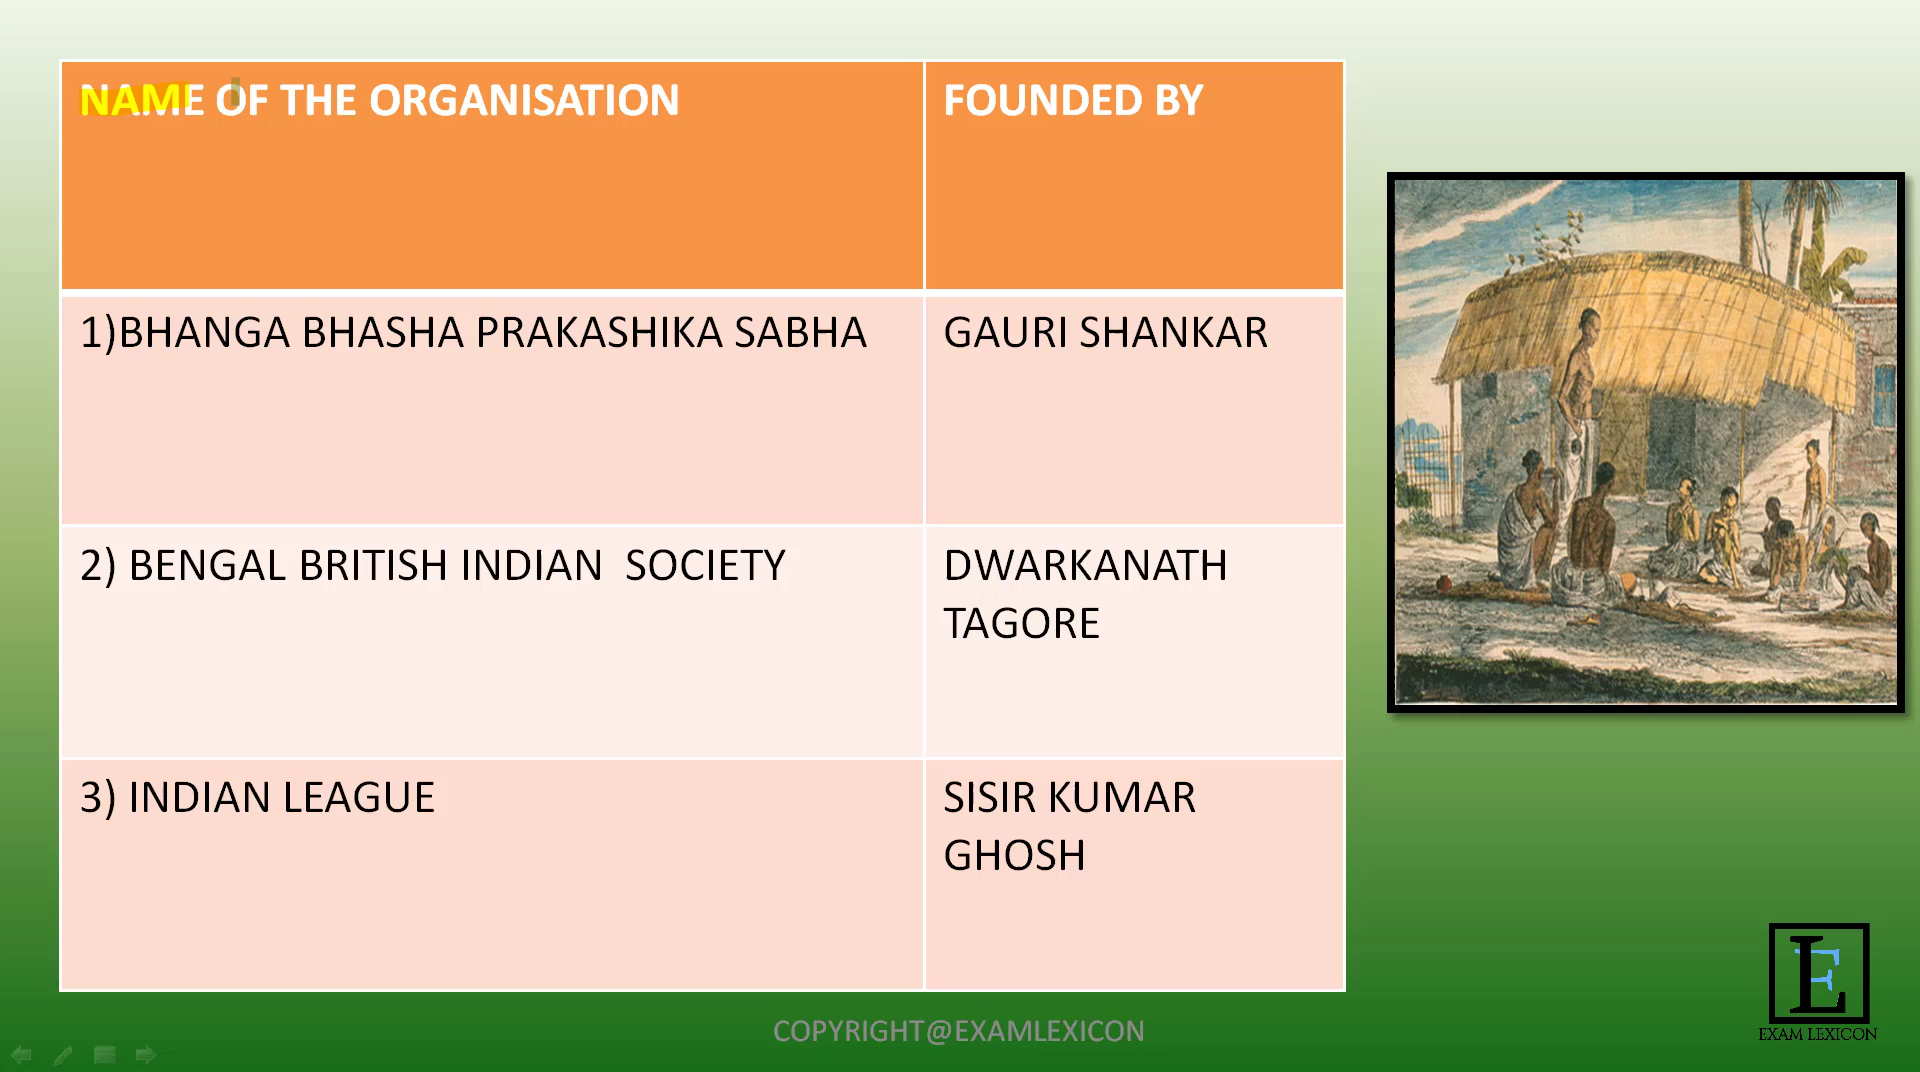 NAME OF THE ORGANISATION
FOUNDED BY
1)BHANGA BHASHA PRAKASHIKA SABHA
GAURI SHANKAR
2) BENGAL BRITISH INDIAN SOCIETY
DWARKANATH
TAGORE
3) INDIAN LEAGUE
SISIR KUMAR
GHOSH
COPYRIGHT@EXAMLEXICON
LE
EXAM LEXICON